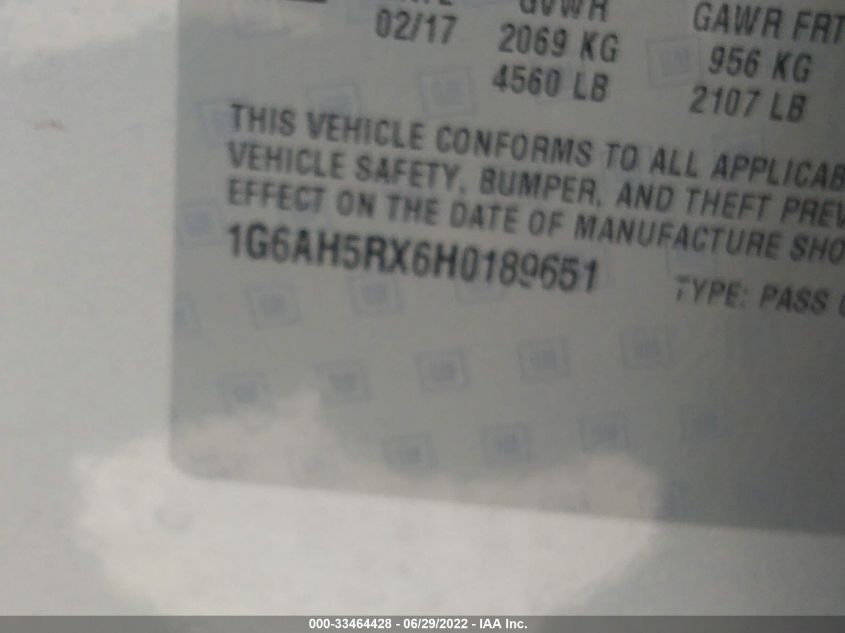 02/17 GVWR GAWR FRT
2069 KG 956 KG
4560 LB 2107 LB
THIS VEHICLE CONFORMS TO ALL APPLICAB
VEHICLE SAFETY, BUMPER, AND THEFT PREV
EFFECT ON THE DATE OF MANUFACTURE SHO
1G6AH5RX6H0189651
TYPE: PASS
000-33464428 - 06/29/2022 - IAA Inc.